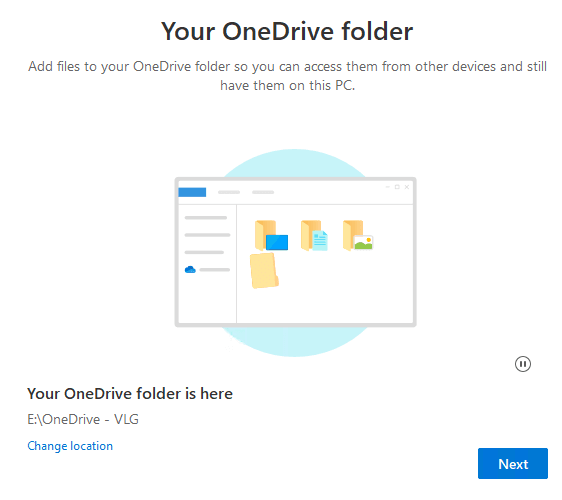 Your OneDrive folder
Add files to your OneDrive folder so you can access them from other devices and still
have them on this PC.
Your OneDrive folder is here
E:\OneDrive - VLG
Change location
Next